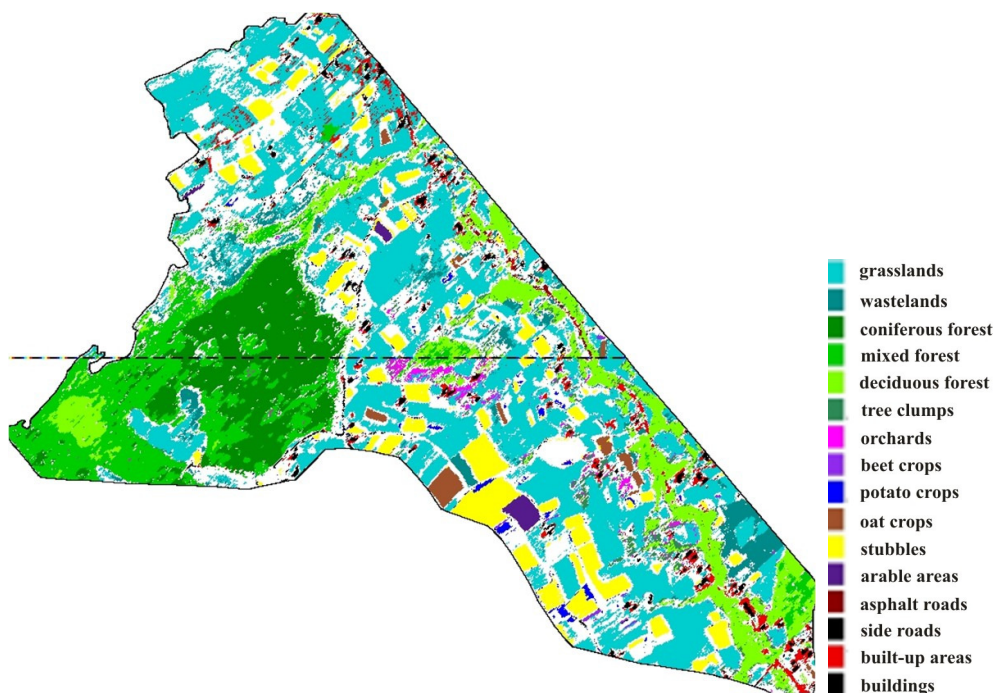 grasslands
wastelands
coniferous forest
mixed forest
deciduous forest
tree clumps
orchards
beet crops
potato crops
oat crops
stubbles
arable areas
asphalt roads
side roads
built-up areas
buildings